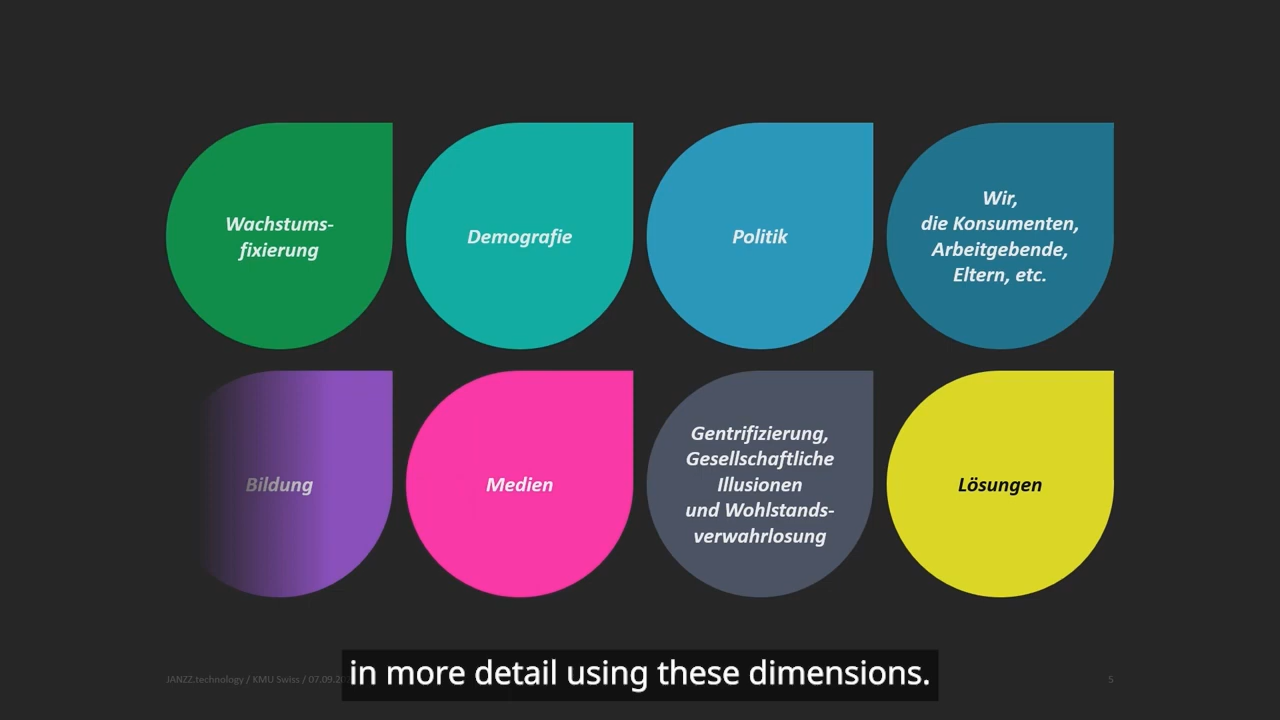 Wachstums-
fixierung
Demografie
Politik
Wir,
die Konsumenten,
Arbeitgebende,
Eltern, etc.
Bildung
Medien
Gentrifizierung,
Gesellschaftliche
Illusionen
und Wohlstands-
verwahrlosung
Lösungen
in more detail using these dimensions.
JANZZ.technology / KMU Swiss / 07.09.
5